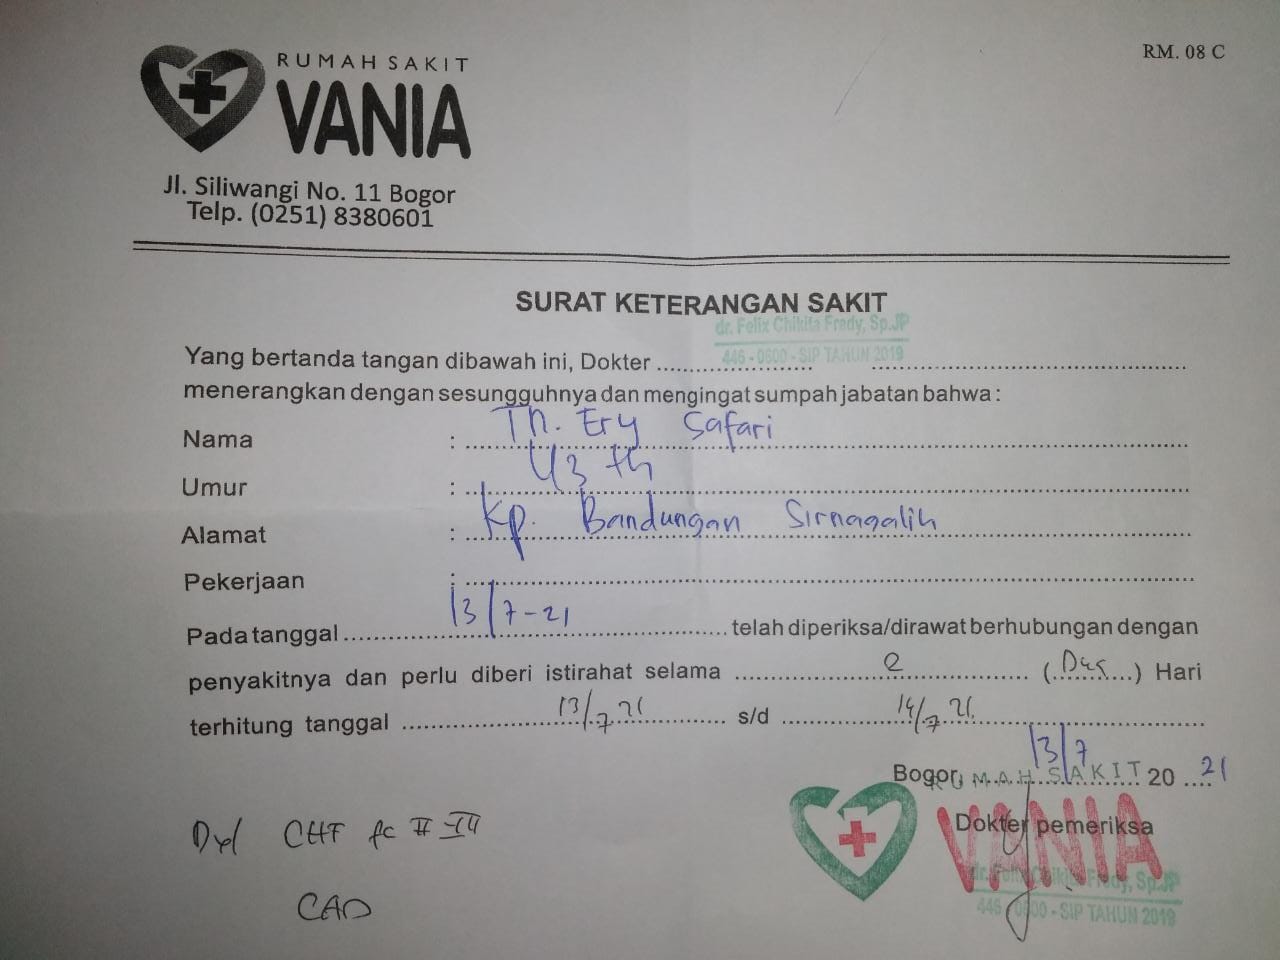 RUMAH SAKIT
RM. 08 C
VANIA
Jl. Siliwangi No. 11 Bogor
Telp. (0251) 8380601
SURAT KETERANGAN SAKIT
dr. Felix Chikita Fredy, Sp.JP
Yang bertanda tangan dibawah ini, Dokter 446 - 0600 - SIP TAHUN 2019
menerangkan dengan sesungguhnya dan mengingat sumpah jabatan bahwa :
Nama : Tn. Ery Safari
Umur : 43 th
Alamat : Kp. Bandungan Sirnagalih
Pekerjaan :
Pada tanggal 13/7-21 telah diperiksa/dirawat berhubungan dengan
penyakitnya dan perlu diberi istirahat selama 2 (Dua) Hari
terhitung tanggal 13/7 21 s/d 14/7 21
Bogor, 13/7 20 21
RUMAH SAKIT
VANIA
Dokter pemeriksa
dr. Felix Chikita Fredy, Sp.JP
446 - 0600 - SIP TAHUN 2019
Dx/ CHF fc II-III
CAD